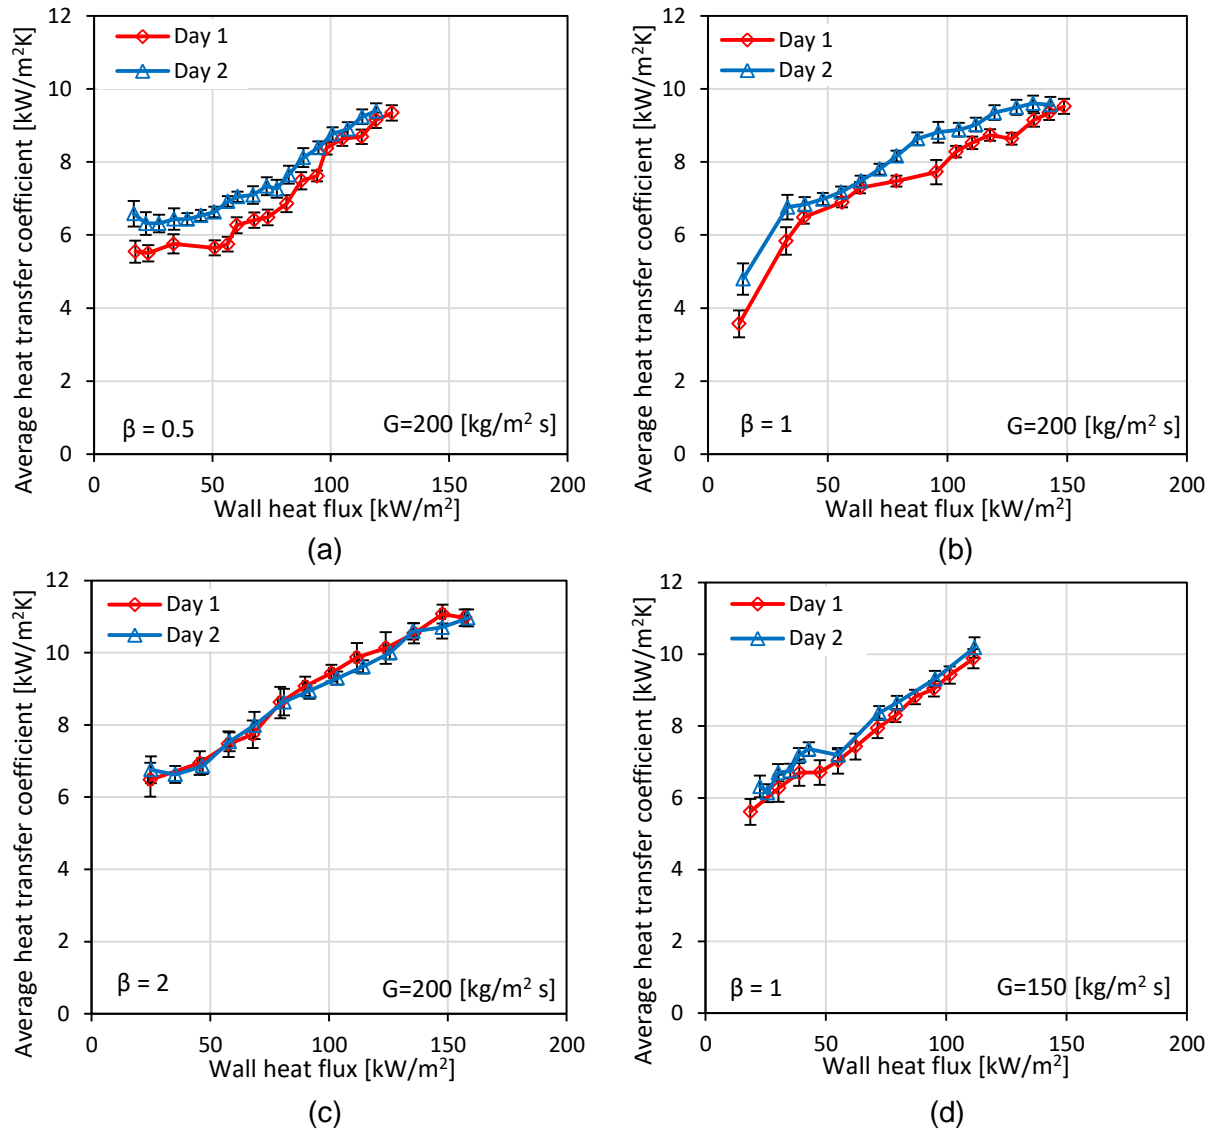 Average heat transfer coefficient [kW/m²K]
12
10
8
6
4
2
0
Day 1
Day 2
β = 0.5
G=200 [kg/m² s]
0 50 100 150 200
Wall heat flux [kW/m²]
(a)
Average heat transfer coefficient [kW/m²K]
12
10
8
6
4
2
0
Day 1
Day 2
β = 1
G=200 [kg/m² s]
0 50 100 150 200
Wall heat flux [kW/m²]
(b)
Average heat transfer coefficient [kW/m²K]
12
10
8
6
4
2
0
Day 1
Day 2
β = 2
G=200 [kg/m² s]
0 50 100 150 200
Wall heat flux [kW/m²]
(c)
Average heat transfer coefficient [kW/m²K]
12
10
8
6
4
2
0
Day 1
Day 2
β = 1
G=150 [kg/m² s]
0 50 100 150 200
Wall heat flux [kW/m²]
(d)